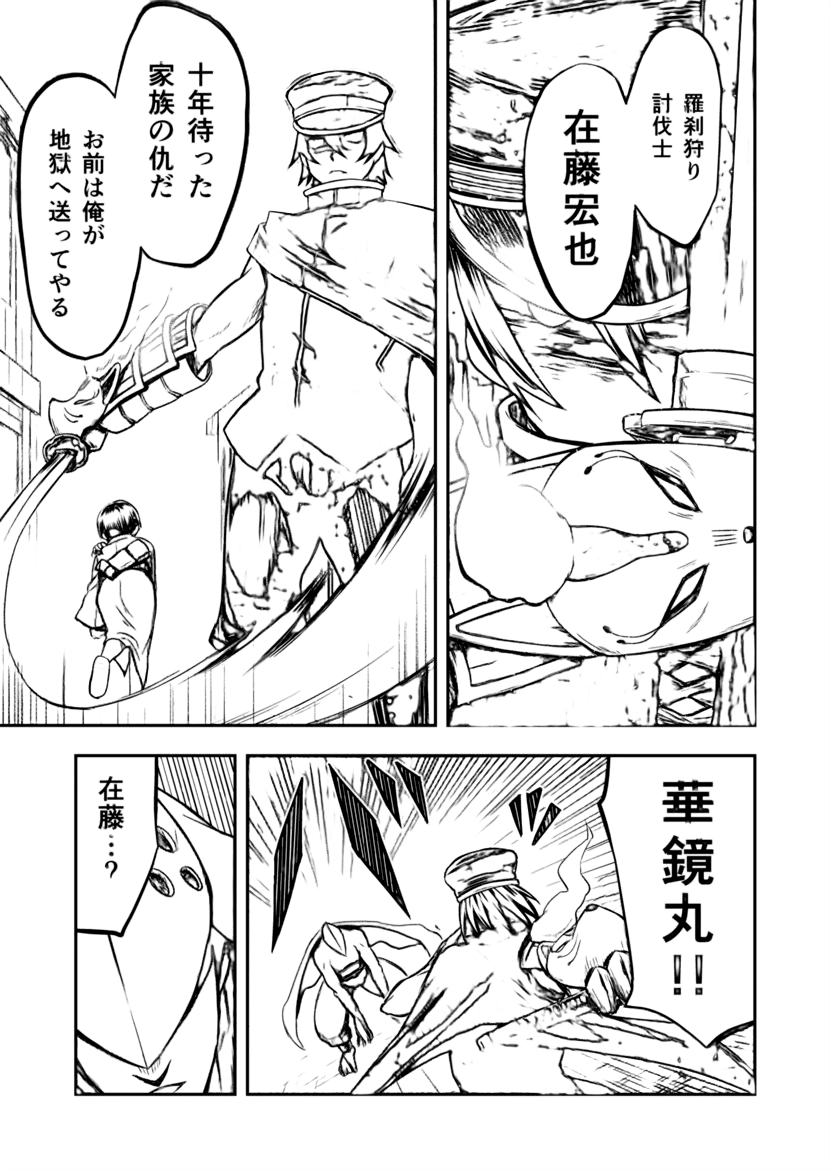 羅刹狩り
討伐士
在藤宏也
十年待った
家族の仇だ
お前は俺が
地獄へ送ってやる
華鏡丸!!
在藤…?